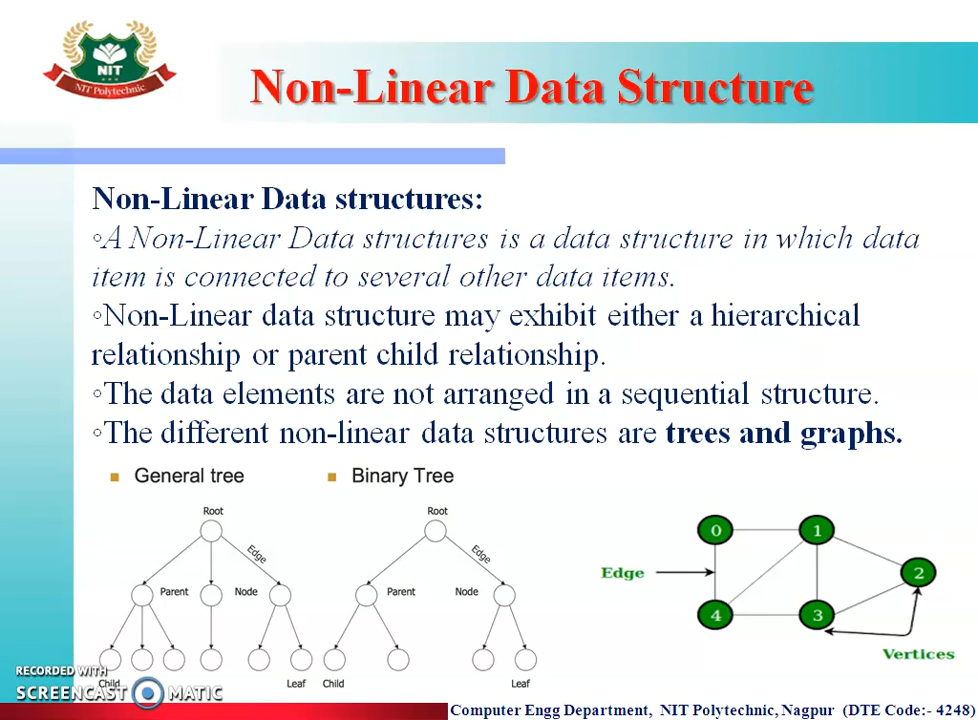 NIT
NIT Polytechnic
Non-Linear Data Structure
Non-Linear Data structures:
◦A Non-Linear Data structures is a data structure in which data
item is connected to several other data items.
◦Non-Linear data structure may exhibit either a hierarchical
relationship or parent child relationship.
◦The data elements are not arranged in a sequential structure.
◦The different non-linear data structures are trees and graphs.
■ General tree
■ Binary Tree
Root
Edge
Parent
Node
Child
Leaf
Root
Edge
Parent
Node
Child
Leaf
0
1
2
3
4
Edge
Vertices
RECORDED WITH
SCREENCAST MATIC
Computer Engg Department, NIT Polytechnic, Nagpur (DTE Code:- 4248)